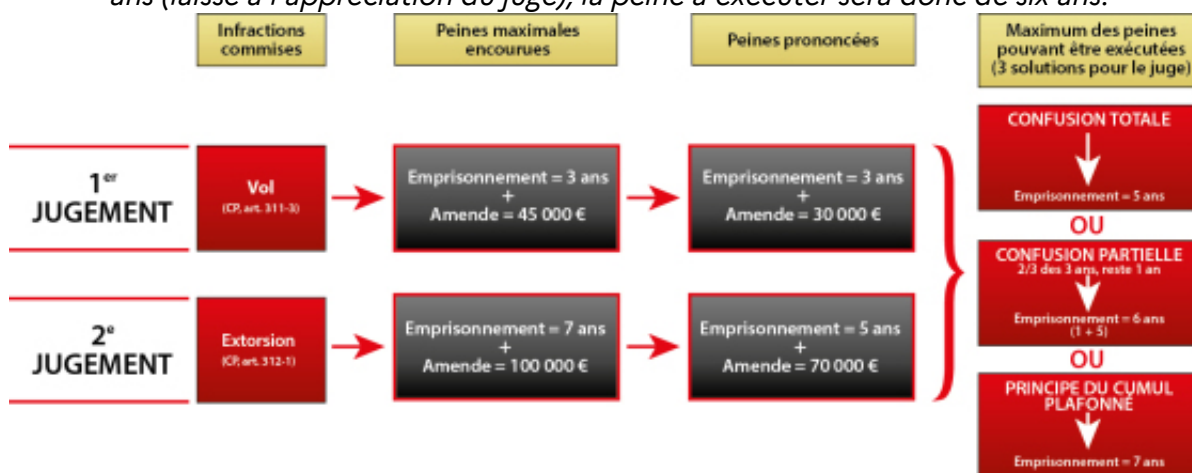 ans (laissé à l'appréciation du juge), la peine à exécuter sera donc de six ans.
Infractions
commises
Peines maximales
encourues
Peines prononcées
Maximum des peines
pouvant être exécutées
(3 solutions pour le juge)
1er
JUGEMENT
Vol
(CP, art. 311-3)
Emprisonnement = 3 ans
+
Amende = 45 000 €
Emprisonnement = 3 ans
+
Amende = 30 000 €
2e
JUGEMENT
Extorsion
(CP, art. 312-1)
Emprisonnement = 7 ans
+
Amende = 100 000 €
Emprisonnement = 5 ans
+
Amende = 70 000 €
CONFUSION TOTALE
Emprisonnement = 5 ans
OU
CONFUSION PARTIELLE
2/3 des 3 ans, reste 1 an
Emprisonnement = 6 ans
(1 + 5)
OU
PRINCIPE DU CUMUL
PLAFONNÉ
Emprisonnement = 7 ans